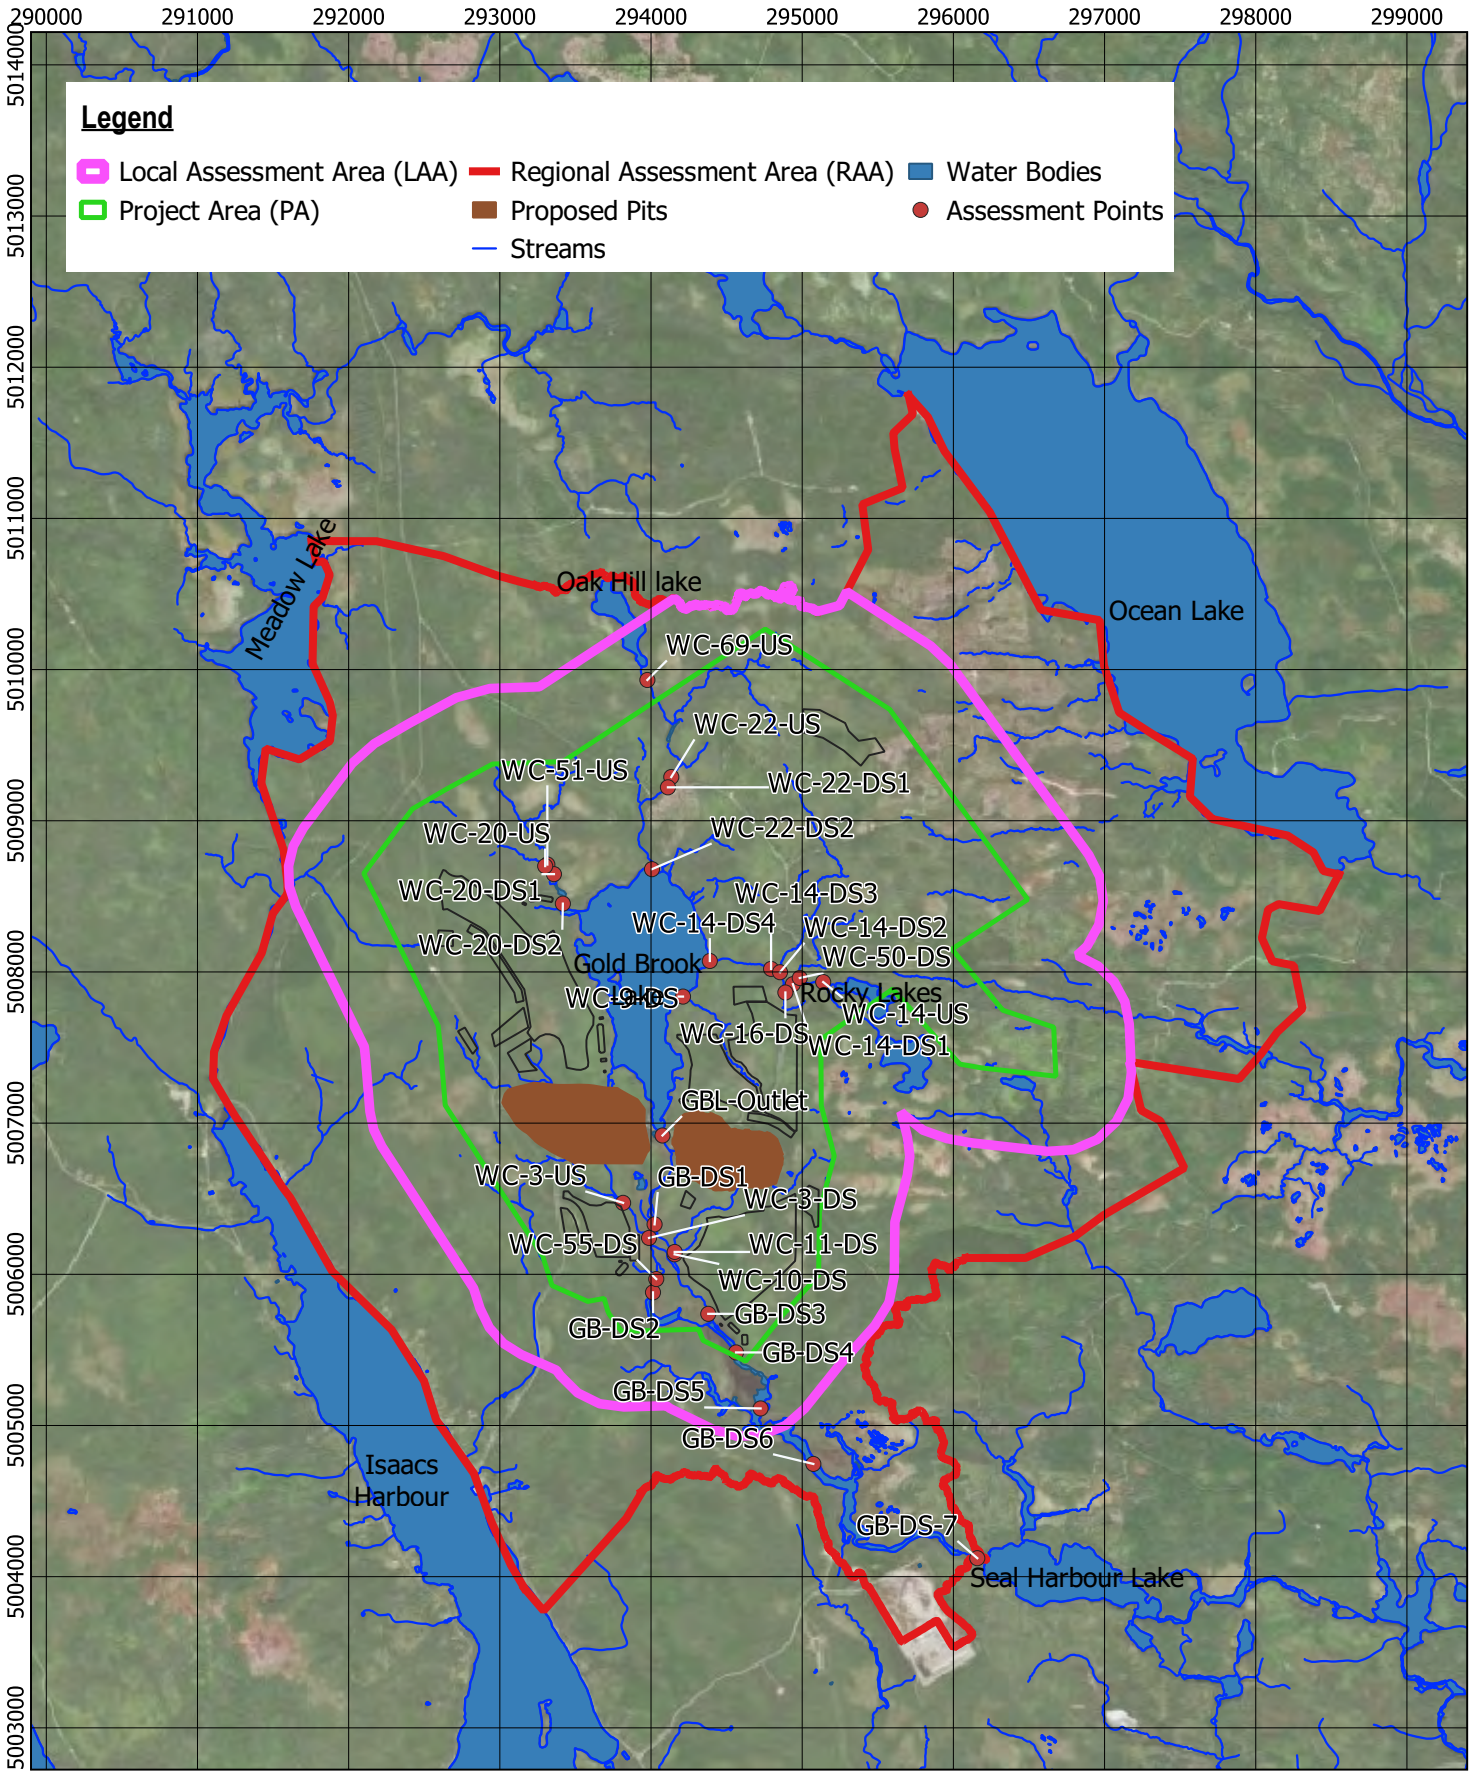 290000 291000 292000 293000 294000 295000 296000 297000 298000 299000
5014000
5013000
5012000
5011000
5010000
5009000
5008000
5007000
5006000
5005000
5004000
5003000
Legend
Local Assessment Area (LAA)
Regional Assessment Area (RAA)
Water Bodies
Project Area (PA)
Proposed Pits
Assessment Points
Streams
Meadow Lake
Oak Hill lake
Ocean Lake
WC-69-US
WC-22-US
WC-51-US
WC-22-DS1
WC-22-DS2
WC-20-US
WC-20-DS1
WC-14-DS3
WC-14-DS4
WC-14-DS2
WC-20-DS2
WC-50-DS
Gold Brook
Lake
WC-9-DS
Rocky Lakes
WC-14-US
WC-16-DS
WC-14-DS1
GBL-Outlet
WC-3-US
GB-DS1
WC-3-DS
WC-55-DS
WC-11-DS
WC-10-DS
GB-DS3
GB-DS2
GB-DS4
GB-DS5
GB-DS6
Isaacs
Harbour
GB-DS-7
Seal Harbour Lake